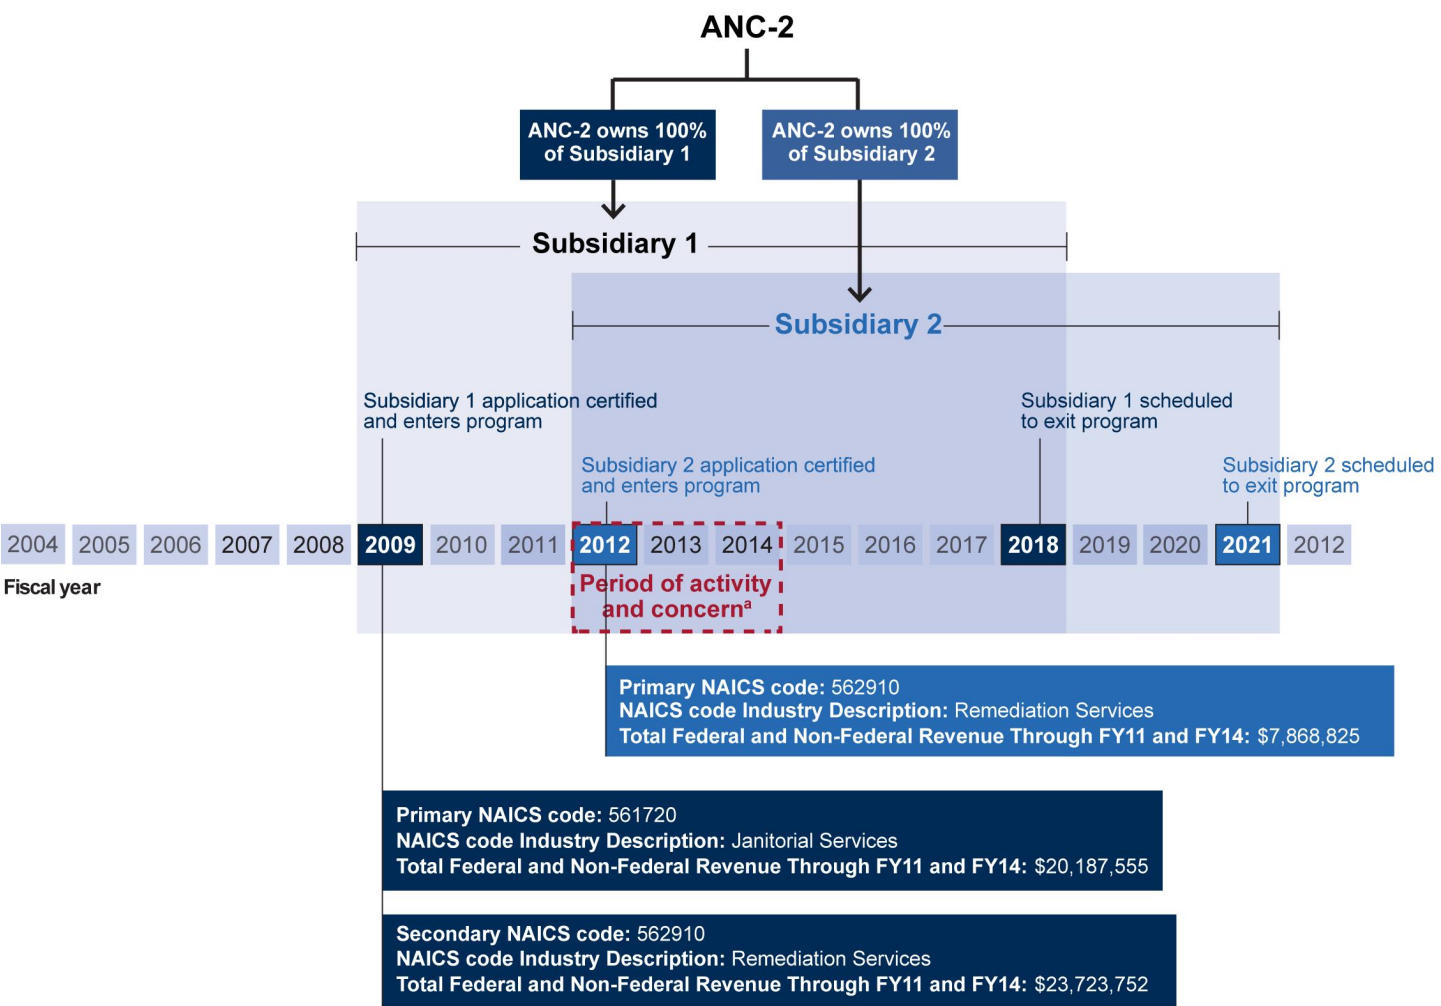 ANC-2
ANC-2 owns 100%
of Subsidiary 1
ANC-2 owns 100%
of Subsidiary 2
Subsidiary 1
Subsidiary 2
Subsidiary 1 application certified
and enters program
Subsidiary 1 scheduled
to exit program
Subsidiary 2 application certified
and enters program
Subsidiary 2 scheduled
to exit program
2004 2005 2006 2007 2008 2009 2010 2011 2012 2013 2014 2015 2016 2017 2018 2019 2020 2021 2012
Fiscal year
Period of activity
and concernᵃ
Primary NAICS code: 562910
NAICS code Industry Description: Remediation Services
Total Federal and Non-Federal Revenue Through FY11 and FY14: $7,868,825
Primary NAICS code: 561720
NAICS code Industry Description: Janitorial Services
Total Federal and Non-Federal Revenue Through FY11 and FY14: $20,187,555
Secondary NAICS code: 562910
NAICS code Industry Description: Remediation Services
Total Federal and Non-Federal Revenue Through FY11 and FY14: $23,723,752